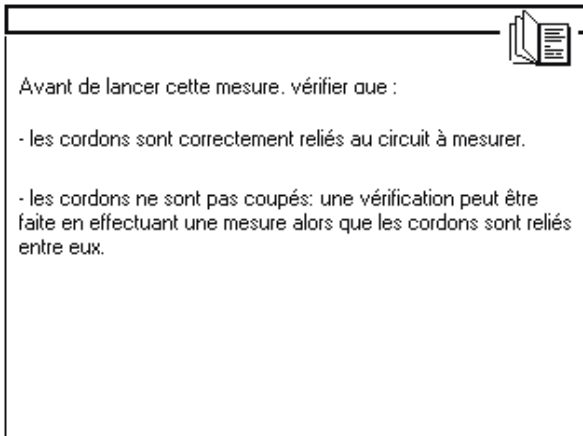 Avant de lancer cette mesure, vérifier que :
- les cordons sont correctement reliés au circuit à mesurer.
- les cordons ne sont pas coupés: une vérification peut être
faite en effectuant une mesure alors que les cordons sont reliés
entre eux.